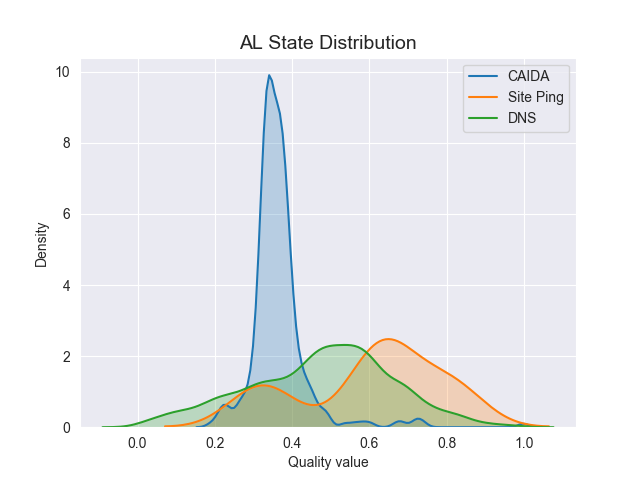 AL State Distribution
CAIDA
Site Ping
DNS
10
8
6
4
2
0
Density
0.0 0.2 0.4 0.6 0.8 1.0
Quality value